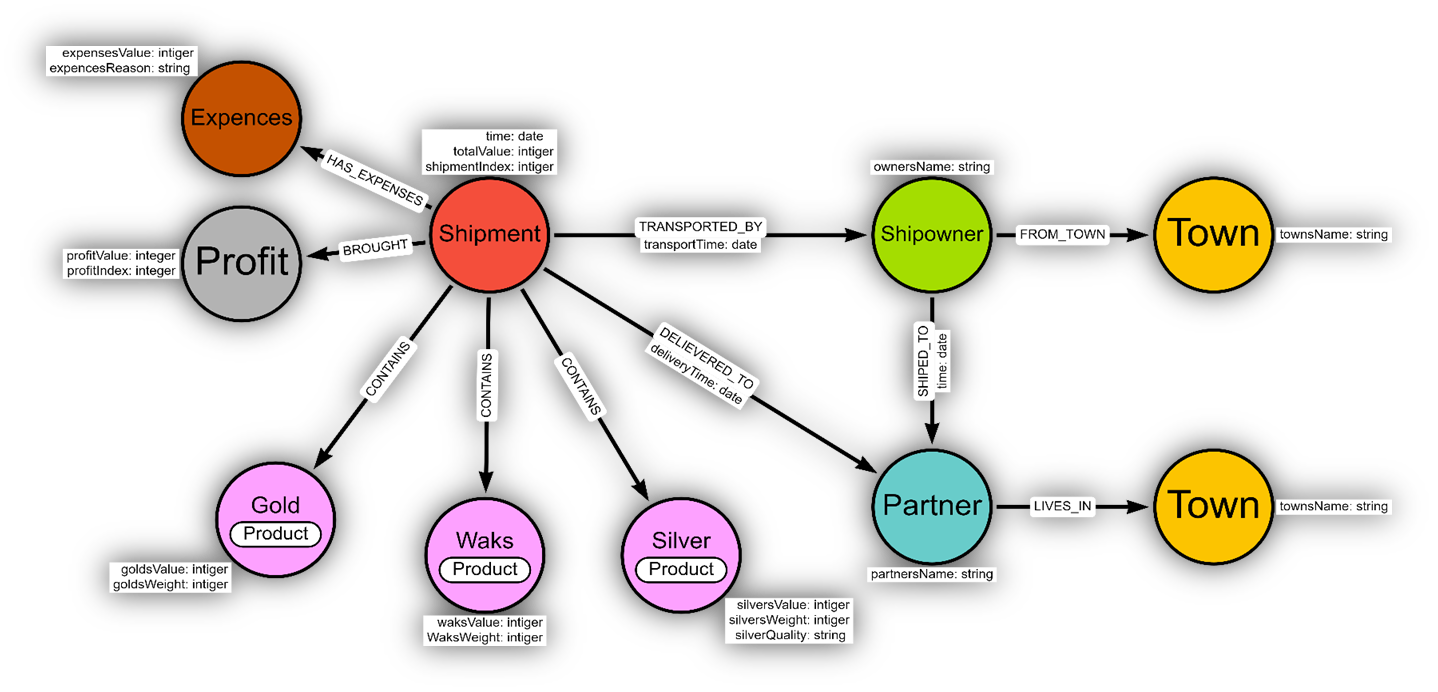 expensesValue: intiger
expencesReason: string
Expences
HAS_EXPENSES
time: date
totalValue: intiger
shipmentIndex: intiger
Shipment
BROUGHT
profitValue: integer
profitIndex: integer
Profit
TRANSPORTED_BY
transportTime: date
ownersName: string
Shipowner
FROM_TOWN
Town
townsName: string
CONTAINS
CONTAINS
CONTAINS
DELIEVERED_TO
deliveryTime: date
SHIPED_TO
time: date
Gold
Product
goldsValue: intiger
goldsWeight: intiger
Waks
Product
waksValue: intiger
WaksWeight: intiger
Silver
Product
silversValue: intiger
silversWeight: intiger
silverQuality: string
Partner
partnersName: string
LIVES_IN
Town
townsName: string